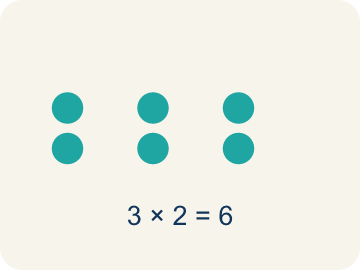 3 × 2 = 6